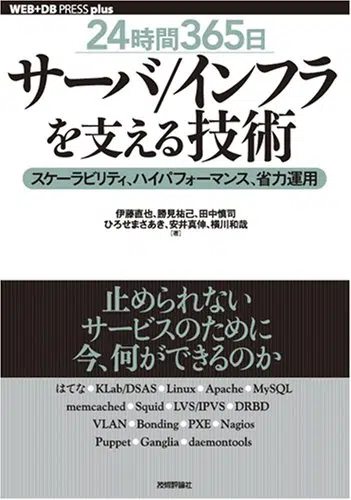 WEB+DB PRESS plus
24時間365日
サーバ/インフラ
を支える技術
スケーラビリティ、ハイパフォーマンス、省力運用
伊藤直也、勝見祐己、田中慎司
ひろせまさあき、安井真伸、横川和哉
[著]
止められない
サービスのために
今、何ができるのか
はてな●KLab/DSAS●Linux●Apache●MySQL
memcached●Squid●LVS/IPVS●DRBD
VLAN●Bonding●PXE●Nagios
Puppet●Ganglia●daemontools
技術評論社